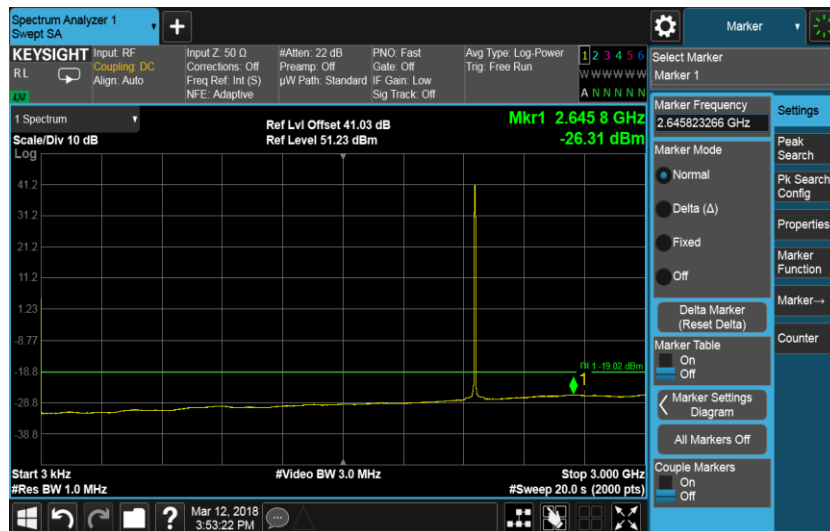 Spectrum Analyzer 1
Swept SA
+
Marker
KEYSIGHT
RL
LXI
Input: RF
Coupling: DC
Align: Auto
Input Z: 50 Ω
Corrections: Off
Freq Ref: Int (S)
NFE: Adaptive
#Atten: 22 dB
Preamp: Off
µW Path: Standard
PNO: Fast
Gate: Off
IF Gain: Low
Sig Track: Off
Avg Type: Log-Power
Trig: Free Run
1 2 3 4 5 6
W W W W W W
A N N N N N
Select Marker
Marker 1
1 Spectrum
Scale/Div 10 dB
Log
Ref Lvl Offset 41.03 dB
Ref Level 51.23 dBm
Mkr1 2.645 8 GHz
-26.31 dBm
41.2
31.2
21.2
11.2
1.23
-8.77
-18.8
-28.8
-38.8
DL1 -19.02 dBm
1
Start 3 kHz
#Res BW 1.0 MHz
#Video BW 3.0 MHz
Stop 3.000 GHz
#Sweep 20.0 s (2000 pts)
Marker Frequency
2.645823266 GHz
Marker Mode
Normal
Delta (Δ)
Fixed
Off
Delta Marker
(Reset Delta)
Marker Table
On
Off
Marker Settings
Diagram
All Markers Off
Couple Markers
On
Off
Settings
Peak
Search
Pk Search
Config
Properties
Marker
Function
Marker→
Counter
?
Mar 12, 2018
3:53:22 PM